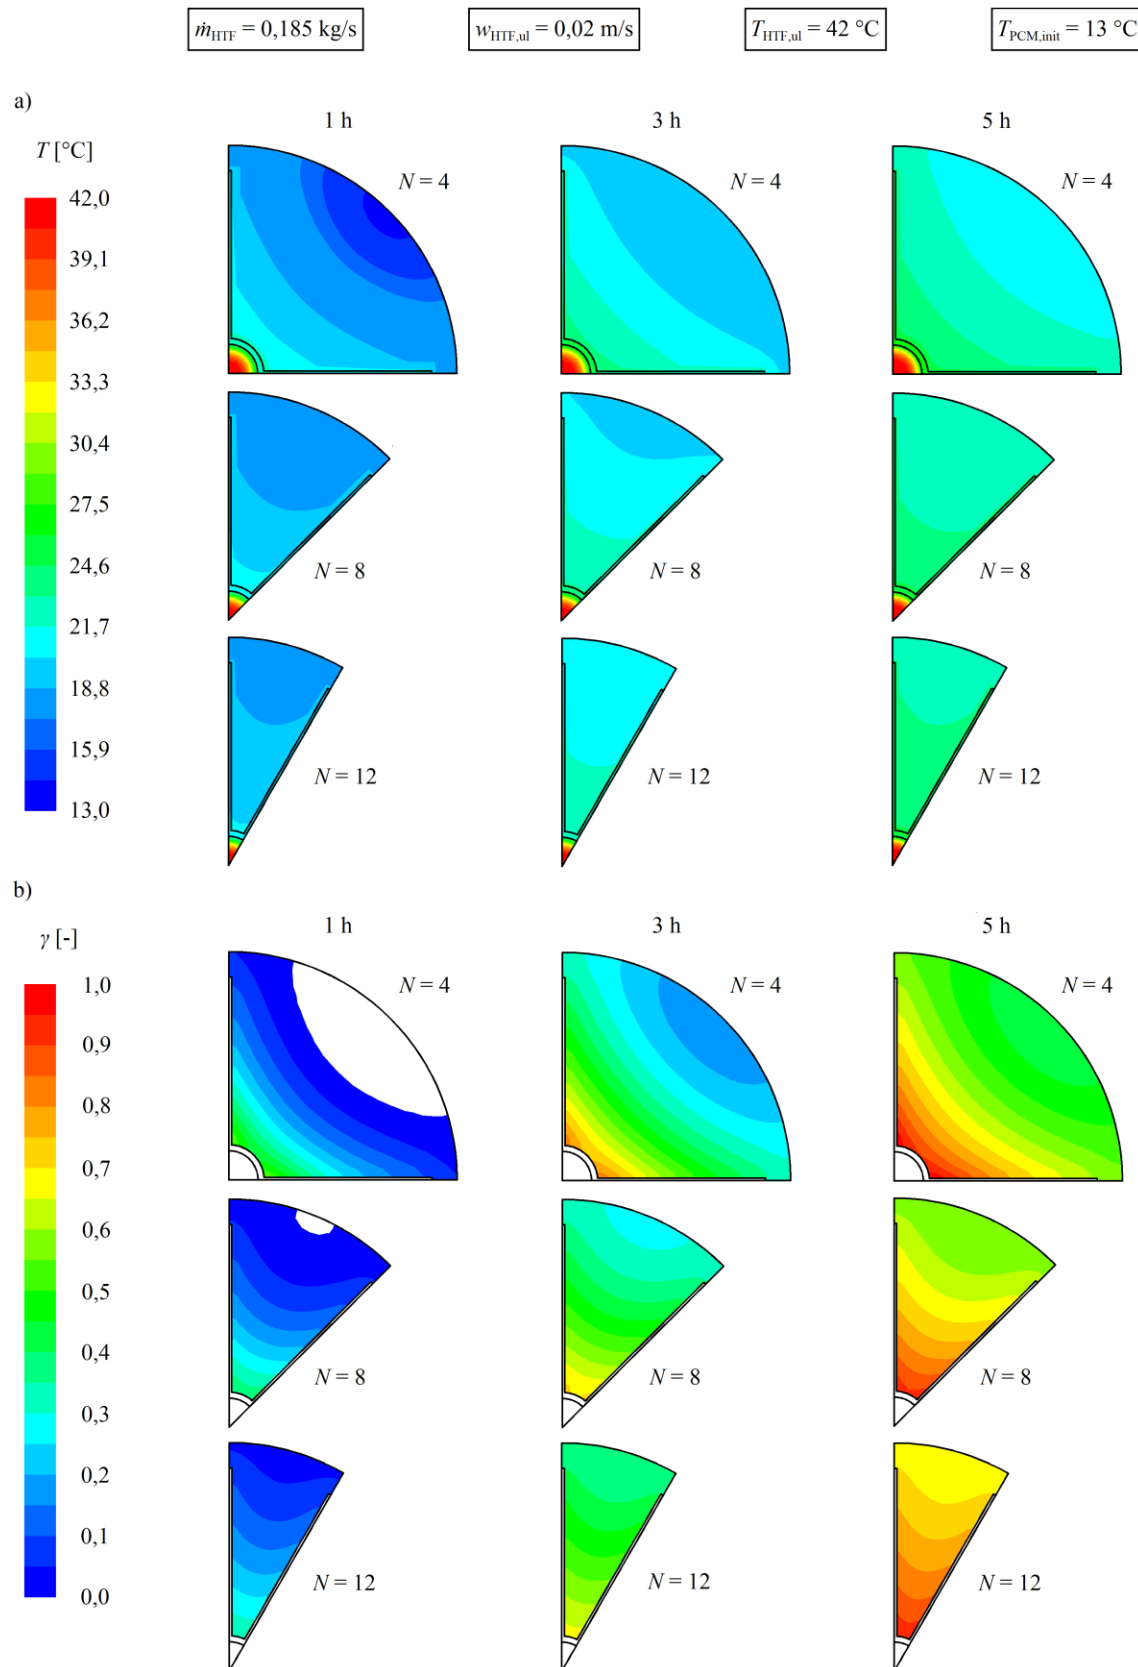 ṁHTF = 0,185 kg/s wHTF,ul = 0,02 m/s THTF,ul = 42 °C TPCM,init = 13 °C
a)
1 h 3 h 5 h
T [°C]
N = 4 N = 4 N = 4
42,0
39,1
36,2
33,3
30,4
27,5
24,6
21,7
18,8
15,9
13,0
N = 8 N = 8 N = 8
N = 12 N = 12 N = 12
b)
1 h 3 h 5 h
γ [-]
N = 4 N = 4 N = 4
1,0
0,9
0,8
0,7
0,6
0,5
0,4
0,3
0,2
0,1
0,0
N = 8 N = 8 N = 8
N = 12 N = 12 N = 12